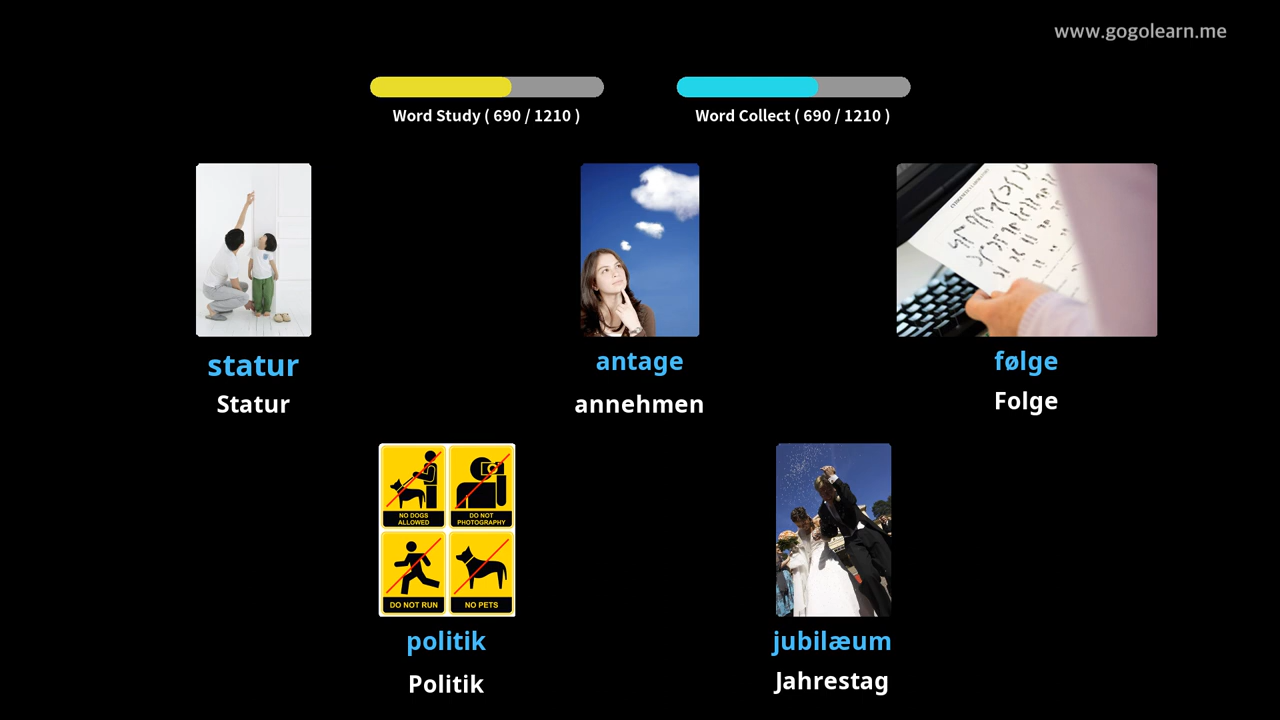 www.gogolearn.me
Word Study ( 690 / 1210 )
Word Collect ( 690 / 1210 )
statur
Statur
antage
annehmen
følge
Folge
NO DOGS
ALLOWED
DO NOT
PHOTOGRAPHY
DO NOT RUN
NO PETS
politik
Politik
jubilæum
Jahrestag